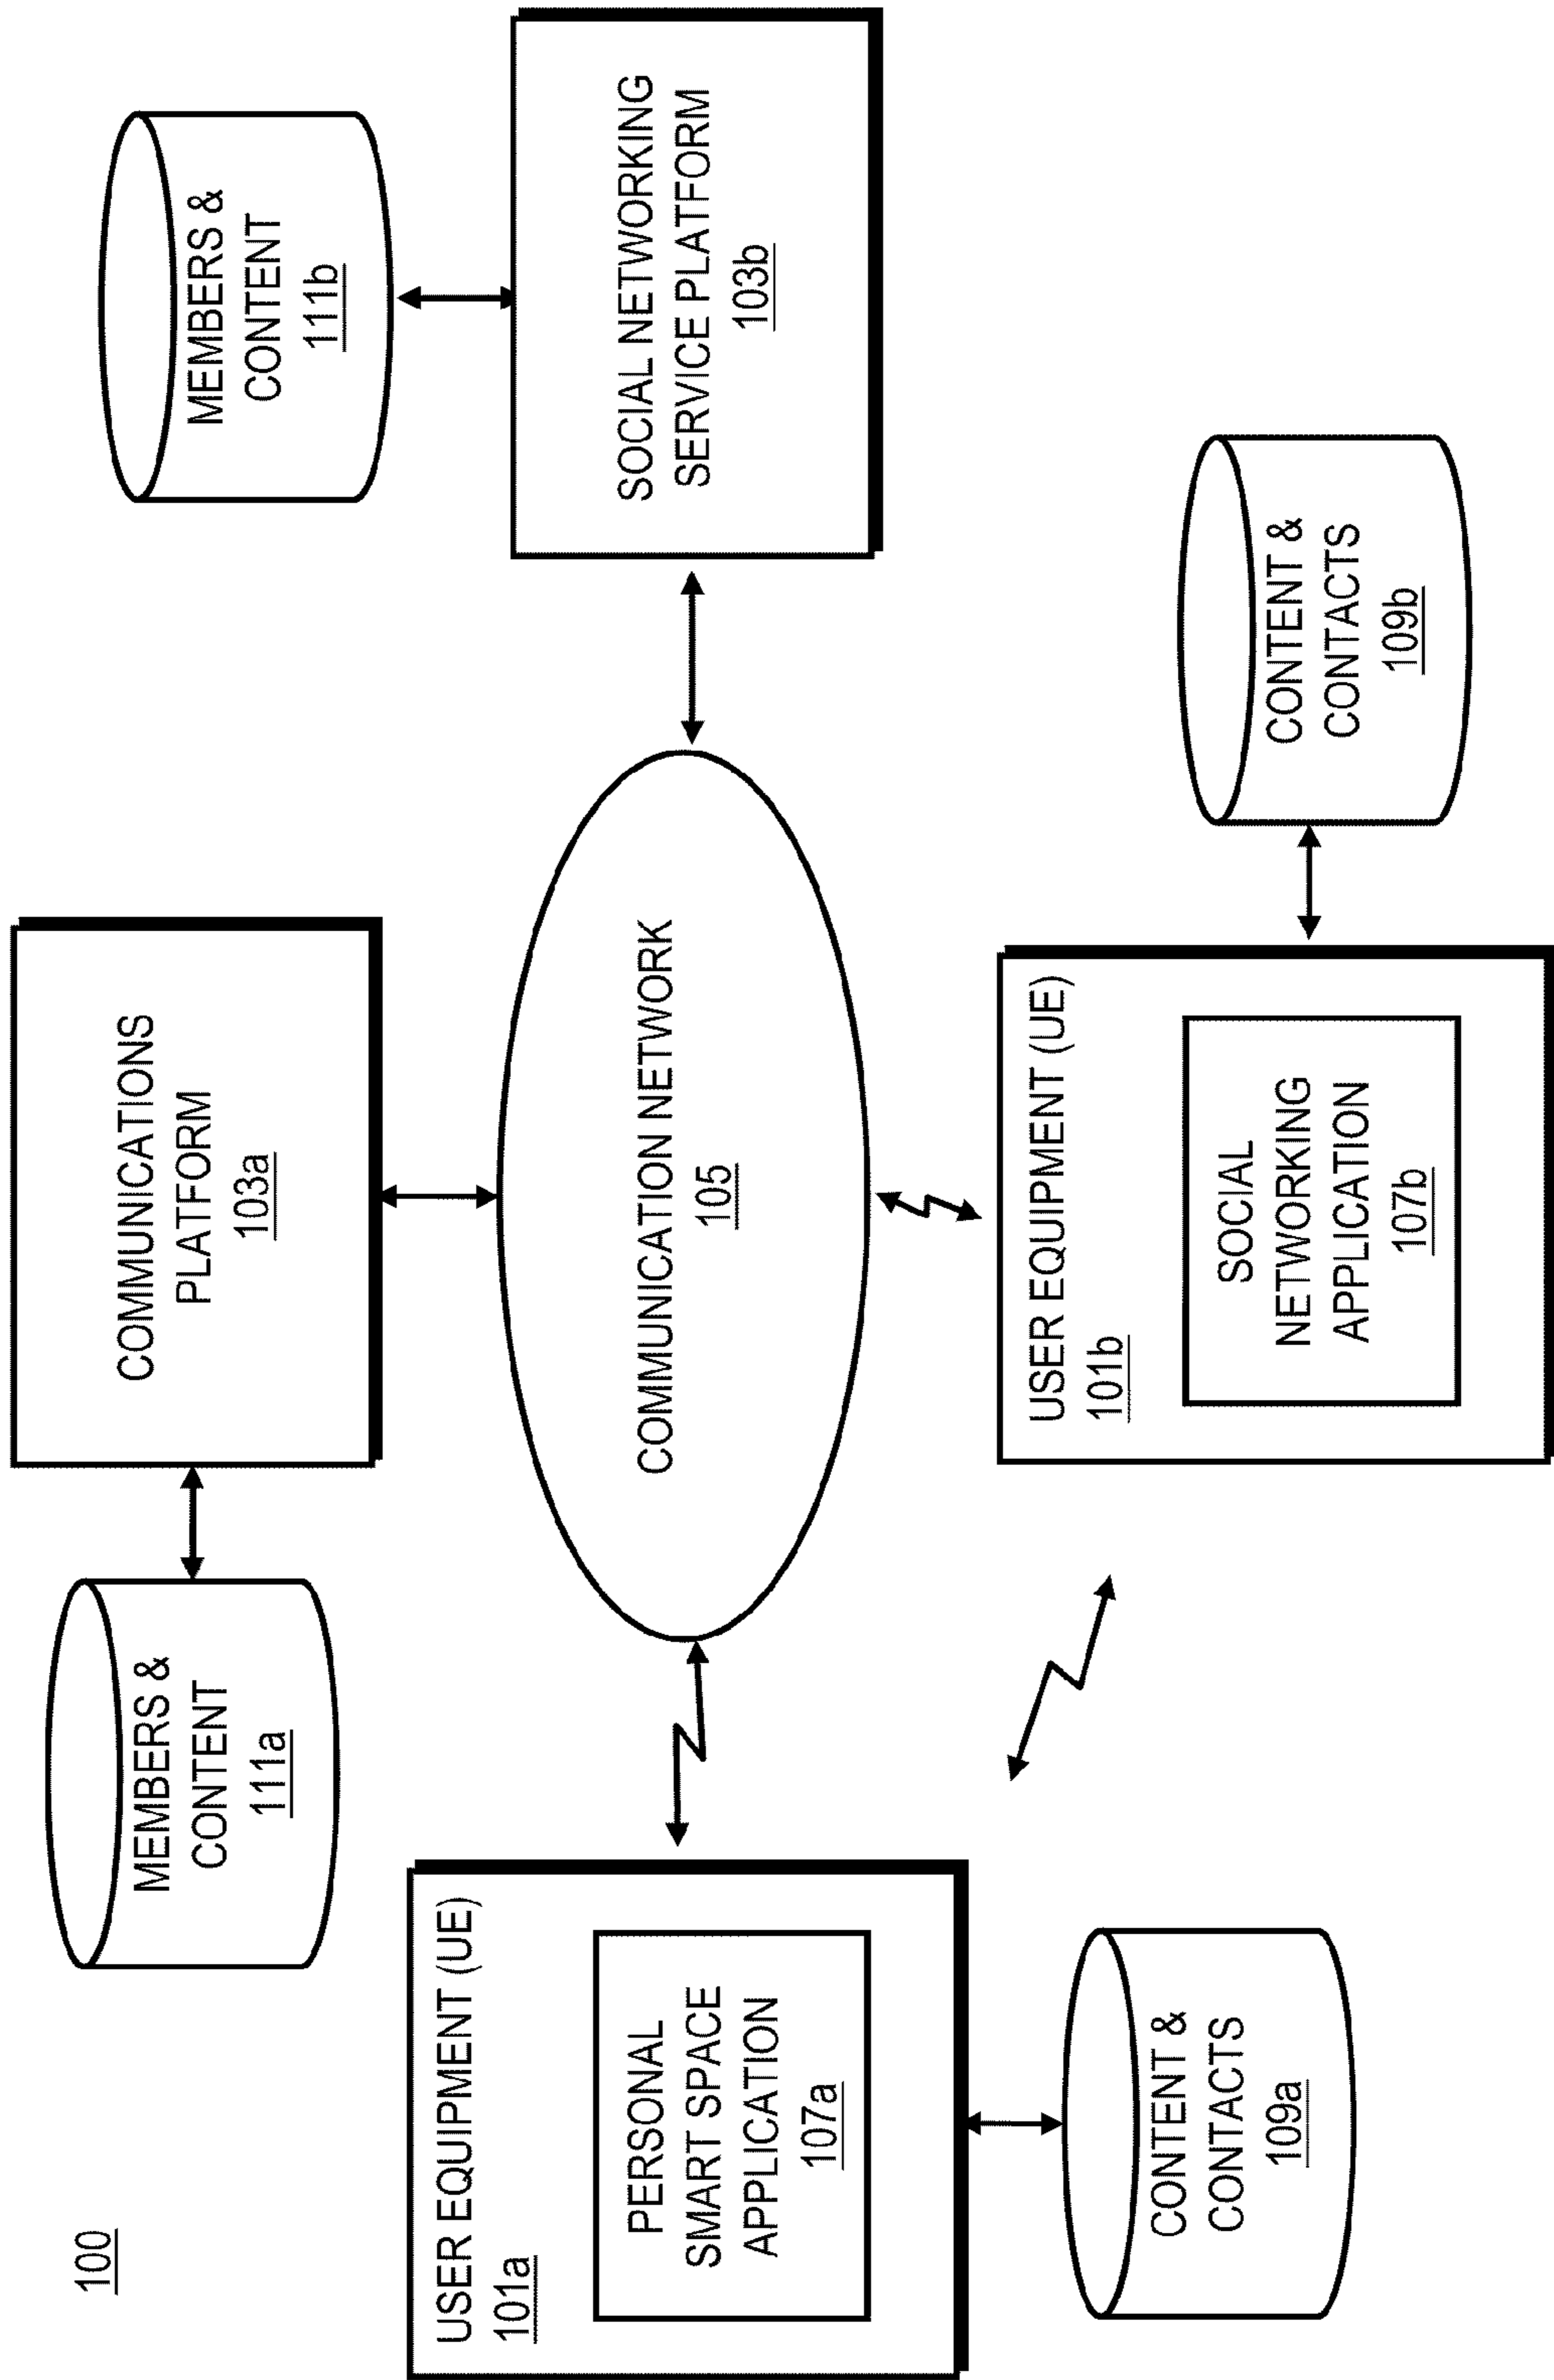 100
MEMBERS &
CONTENT
111a
COMMUNICATIONS
PLATFORM
103a
MEMBERS &
CONTENT
111b
USER EQUIPMENT (UE)
101a
PERSONAL
SMART SPACE
APPLICATION
107a
COMMUNICATION NETWORK
105
SOCIAL NETWORKING
SERVICE PLATFORM
103b
CONTENT &
CONTACTS
109a
USER EQUIPMENT (UE)
101b
SOCIAL
NETWORKING
APPLICATION
107b
CONTENT &
CONTACTS
109b